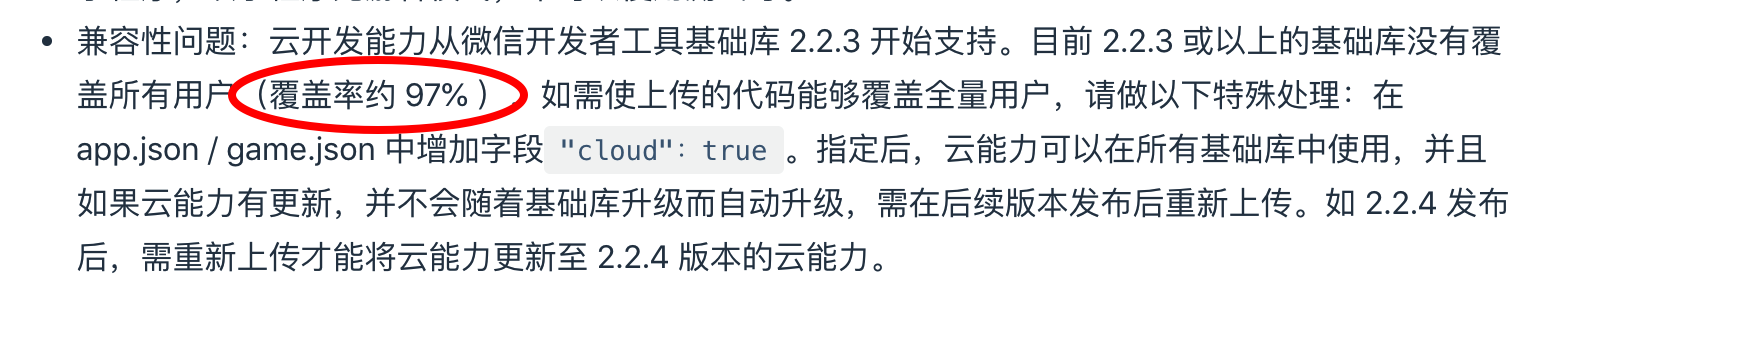 兼容性问题：云开发能力从微信开发者工具基础库 2.2.3 开始支持。目前 2.2.3 或以上的基础库没有覆
盖所有用户（覆盖率约 97% ），如需使上传的代码能够覆盖全量用户，请做以下特殊处理：在
app.json / game.json 中增加字段 "cloud": true 。指定后，云能力可以在所有基础库中使用，并且
如果云能力有更新，并不会随着基础库升级而自动升级，需在后续版本发布后重新上传。如 2.2.4 发布
后，需重新上传才能将云能力更新至 2.2.4 版本的云能力。